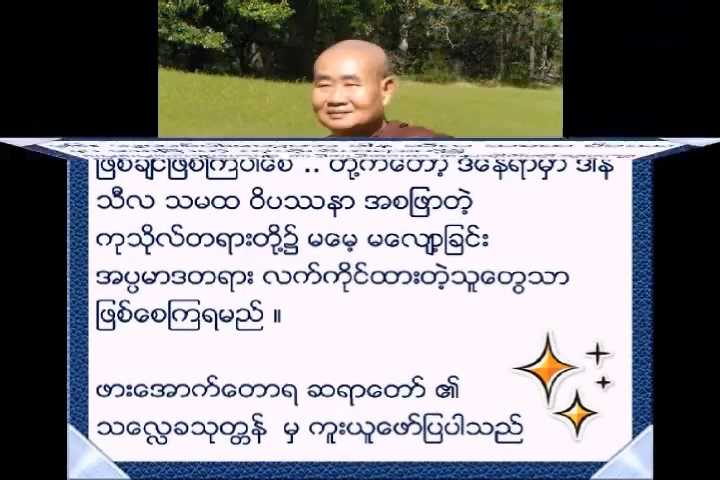 ဖြစ်ချင်ဖြစ်ကြပါစေ .. တို့ကတော့ ဒီနေရာမှာ ဒါန
သီလ သမထ ဝိပဿနာ အစဖြာတဲ့
ကုသိုလ်တရားတို့၌ မမေ့ မလျော့ခြင်း
အပ္ပမာဒတရား လက်ကိုင်ထားတဲ့သူတွေသာ
ဖြစ်စေကြရမည် ။
ဖားအောက်တောရ ဆရာတော် ၏
သလ္လေခသုတ္တန် မှ ကူးယူဖော်ပြပါသည်